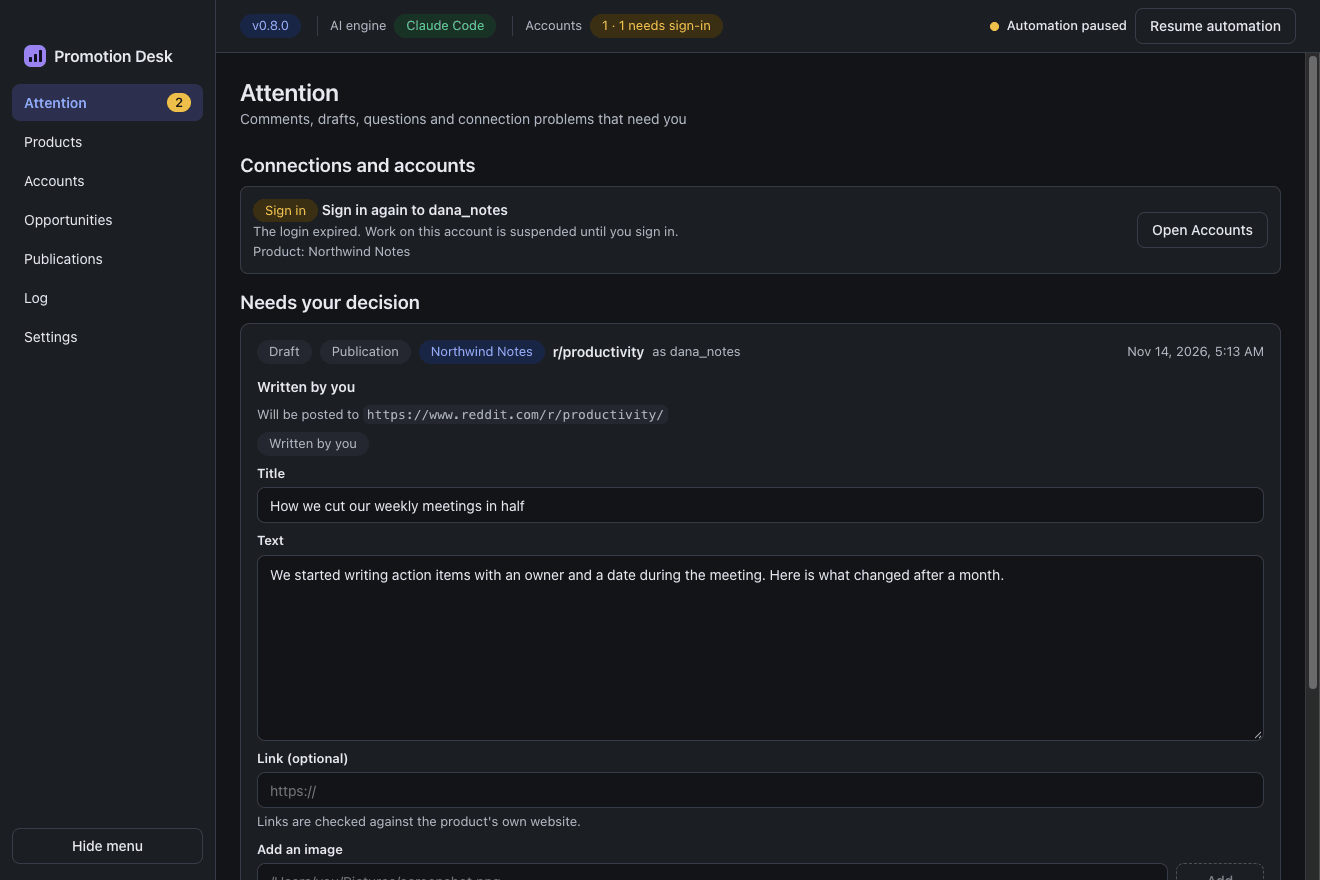 Promotion Desk
Attention 2
Products
Accounts
Opportunities
Publications
Log
Settings
Hide menu
v0.8.0 AI engine Claude Code Accounts 1 · 1 needs sign-in Automation paused Resume automation
Attention
Comments, drafts, questions and connection problems that need you
Connections and accounts
Sign in Sign in again to dana_notes
The login expired. Work on this account is suspended until you sign in.
Product: Northwind Notes
Open Accounts
Needs your decision
Draft Publication Northwind Notes r/productivity as dana_notes Nov 14, 2026, 5:13 AM
Written by you
Will be posted to https://www.reddit.com/r/productivity/
Written by you
Title
How we cut our weekly meetings in half
Text
We started writing action items with an owner and a date during the meeting. Here is what changed after a month.
Link (optional)
https://
Links are checked against the product's own website.
Add an image
/Users/you/Pictures/screenshot.png Add